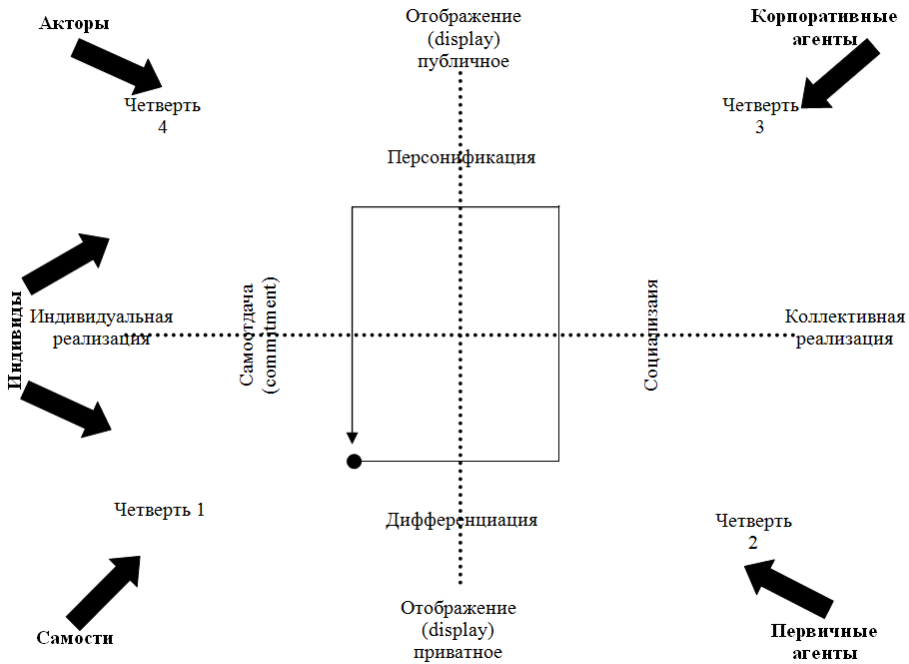 Акторы
Отображение
(display)
публичное
Корпоративные
агенты
Четверть
4
Четверть
3
Персонификация
Индивиды
Индивидуальная
реализация
Самоотдача
(commitment)
Социализаия
Коллективная
реализация
Четверть 1
Дифференциация
Четверть
2
Самости
Отображение
(display)
приватное
Первичные
агенты